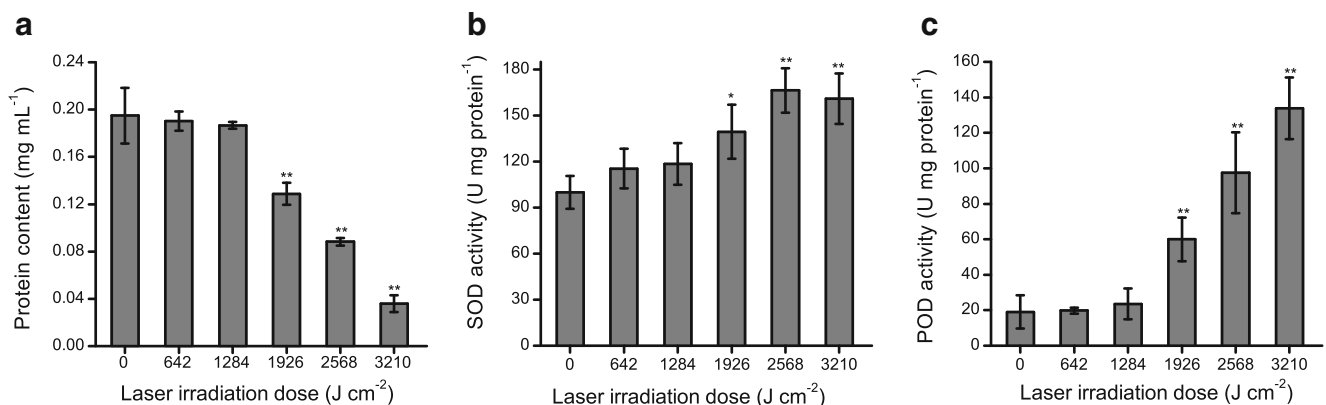 a
Protein content (mg mL⁻¹)
0.24
0.20
0.16
0.12
0.08
0.04
0.00
**
**
**
0 642 1284 1926 2568 3210
Laser irradiation dose (J cm⁻²)
b
SOD activity (U mg protein⁻¹)
180
150
120
90
60
30
0
*
**
**
0 642 1284 1926 2568 3210
Laser irradiation dose (J cm⁻²)
c
POD activity (U mg protein⁻¹)
160
140
120
100
80
60
40
20
0
**
**
**
0 642 1284 1926 2568 3210
Laser irradiation dose (J cm⁻²)